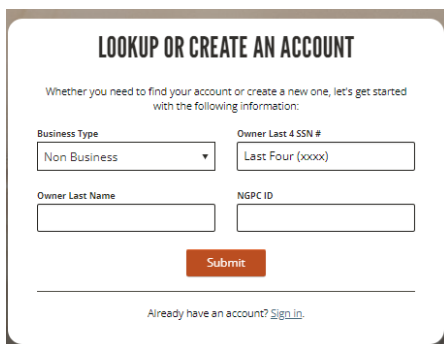 LOOKUP OR CREATE AN ACCOUNT
Whether you need to find your account or create a new one, let's get started
with the following information:
Business Type
Owner Last 4 SSN #
Non Business
Last Four (xxxx)
Owner Last Name
NGPC ID
Submit
Already have an account? Sign in.